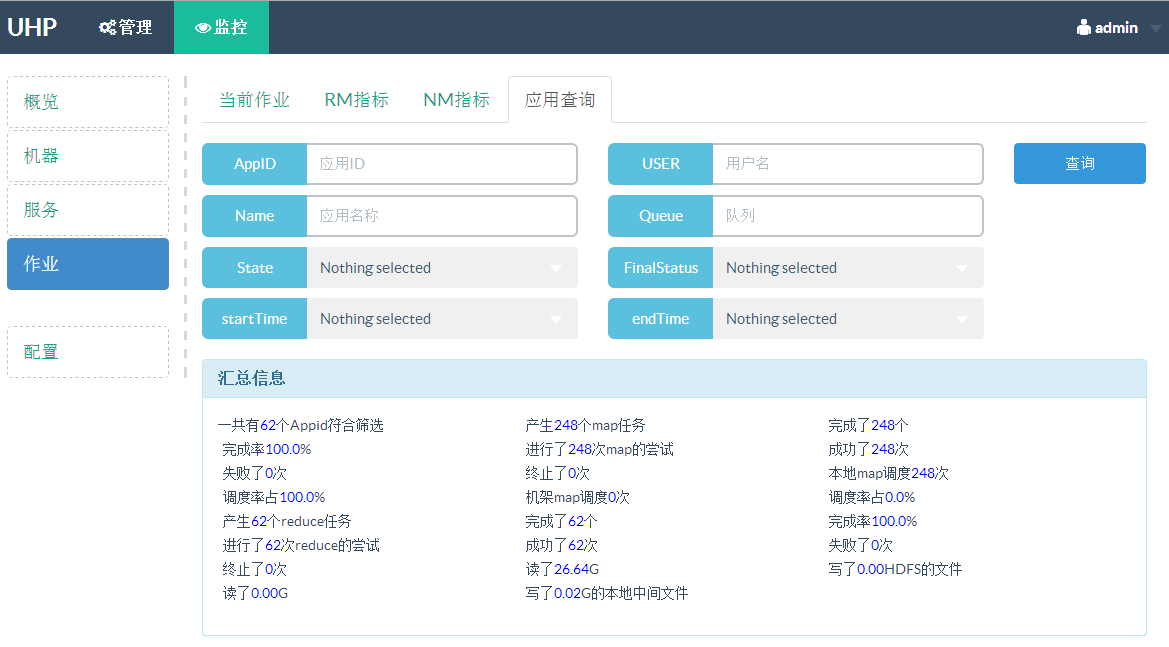 UHP 管理 监控 admin
概览
机器
服务
作业
配置
当前作业 RM指标 NM指标 应用查询
AppID 应用ID USER 用户名 查询
Name 应用名称 Queue 队列
State Nothing selected FinalStatus Nothing selected
startTime Nothing selected endTime Nothing selected
汇总信息
一共有62个Appid符合筛选 产生248个map任务 完成了248个
完成率100.0% 进行了248次map的尝试 成功了248次
失败了0次 终止了0次 本地map调度248次
调度率占100.0% 机架map调度0次 调度率占0.0%
产生62个reduce任务 完成了62个 完成率100.0%
进行了62次reduce的尝试 成功了62次 失败了0次
终止了0次 读了26.64G 写了0.00HDFS的文件
读了0.00G 写了0.02G的本地中间文件